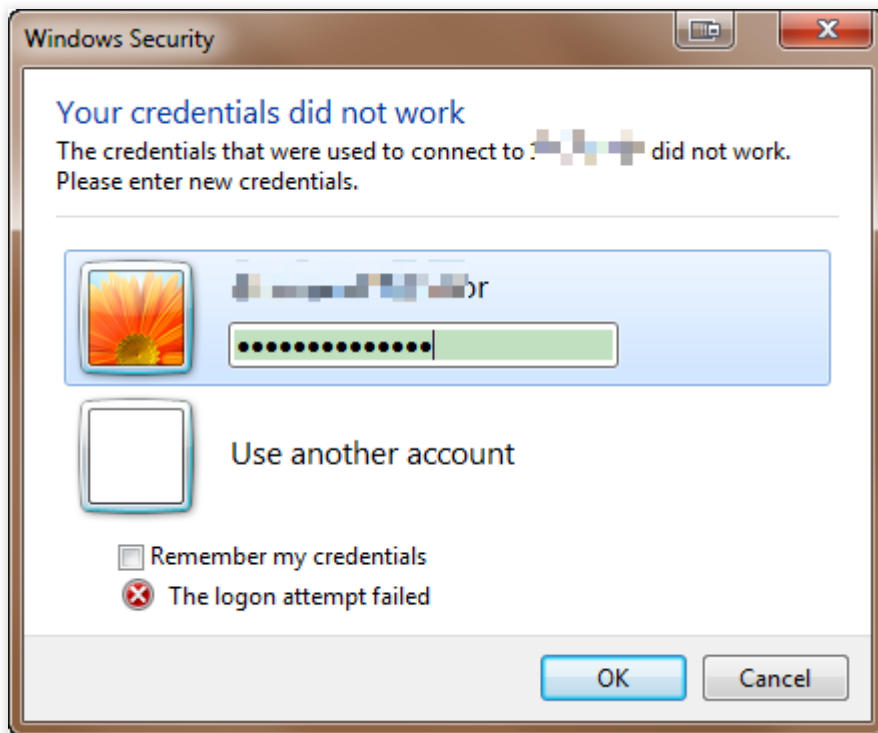 Windows Security
Your credentials did not work
The credentials that were used to connect to did not work.
Please enter new credentials.
●●●●●●●●●●●●●●
Use another account
Remember my credentials
The logon attempt failed
OK
Cancel